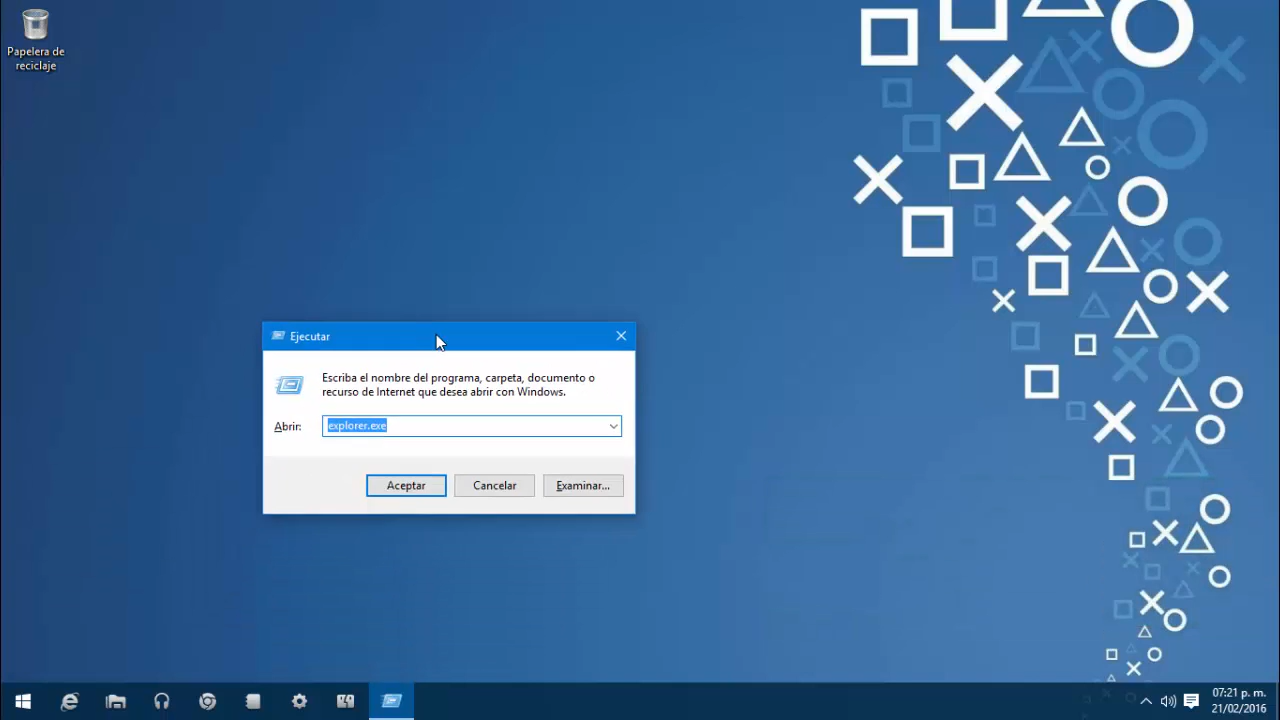 Papelera de
reciclaje
Ejecutar
Escriba el nombre del programa, carpeta, documento o
recurso de Internet que desea abrir con Windows.
Abrir:
explorer.exe
Aceptar
Cancelar
Examinar...
07:21 p. m.
21/02/2016